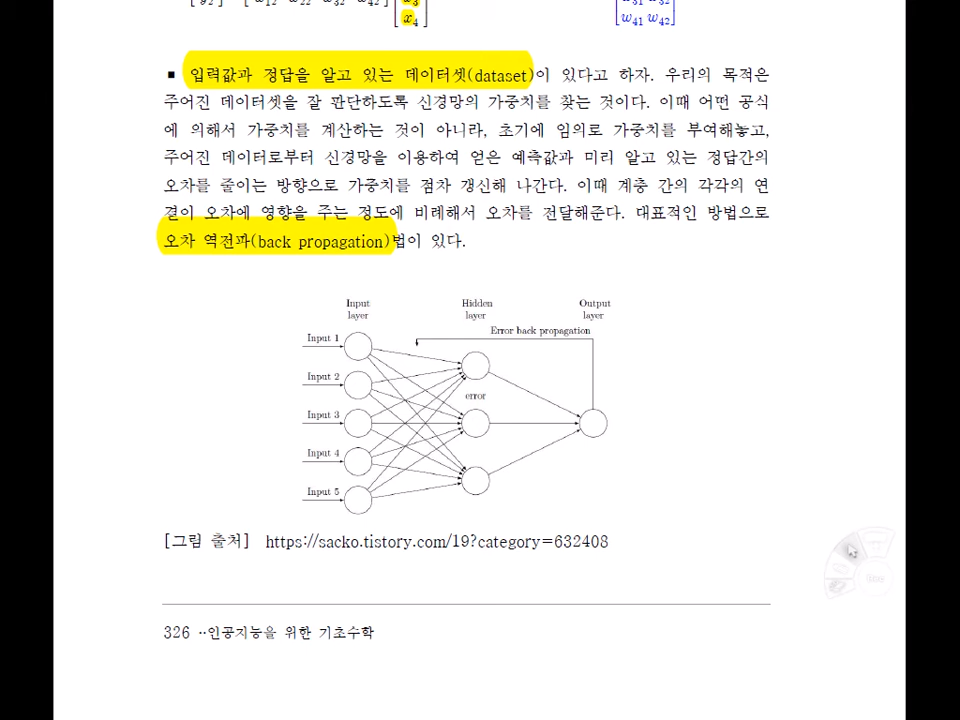 x₄
w₄₁ w₄₂
■ 입력값과 정답을 알고 있는 데이터셋(dataset)이 있다고 하자. 우리의 목적은
주어진 데이터셋을 잘 판단하도록 신경망의 가중치를 찾는 것이다. 이때 어떤 공식
에 의해서 가중치를 계산하는 것이 아니라, 초기에 임의로 가중치를 부여해놓고,
주어진 데이터로부터 신경망을 이용하여 얻은 예측값과 미리 알고 있는 정답간의
오차를 줄이는 방향으로 가중치를 점차 갱신해 나간다. 이때 계층 간의 각각의 연
결이 오차에 영향을 주는 정도에 비례해서 오차를 전달해준다. 대표적인 방법으로
오차 역전파(back propagation)법이 있다.
Input layer
Hidden layer
Output layer
Error back propagation
Input 1
Input 2
error
Input 3
Input 4
Input 5
[그림 출처] https://sacko.tistory.com/19?category=632408
326 ··인공지능을 위한 기초수학